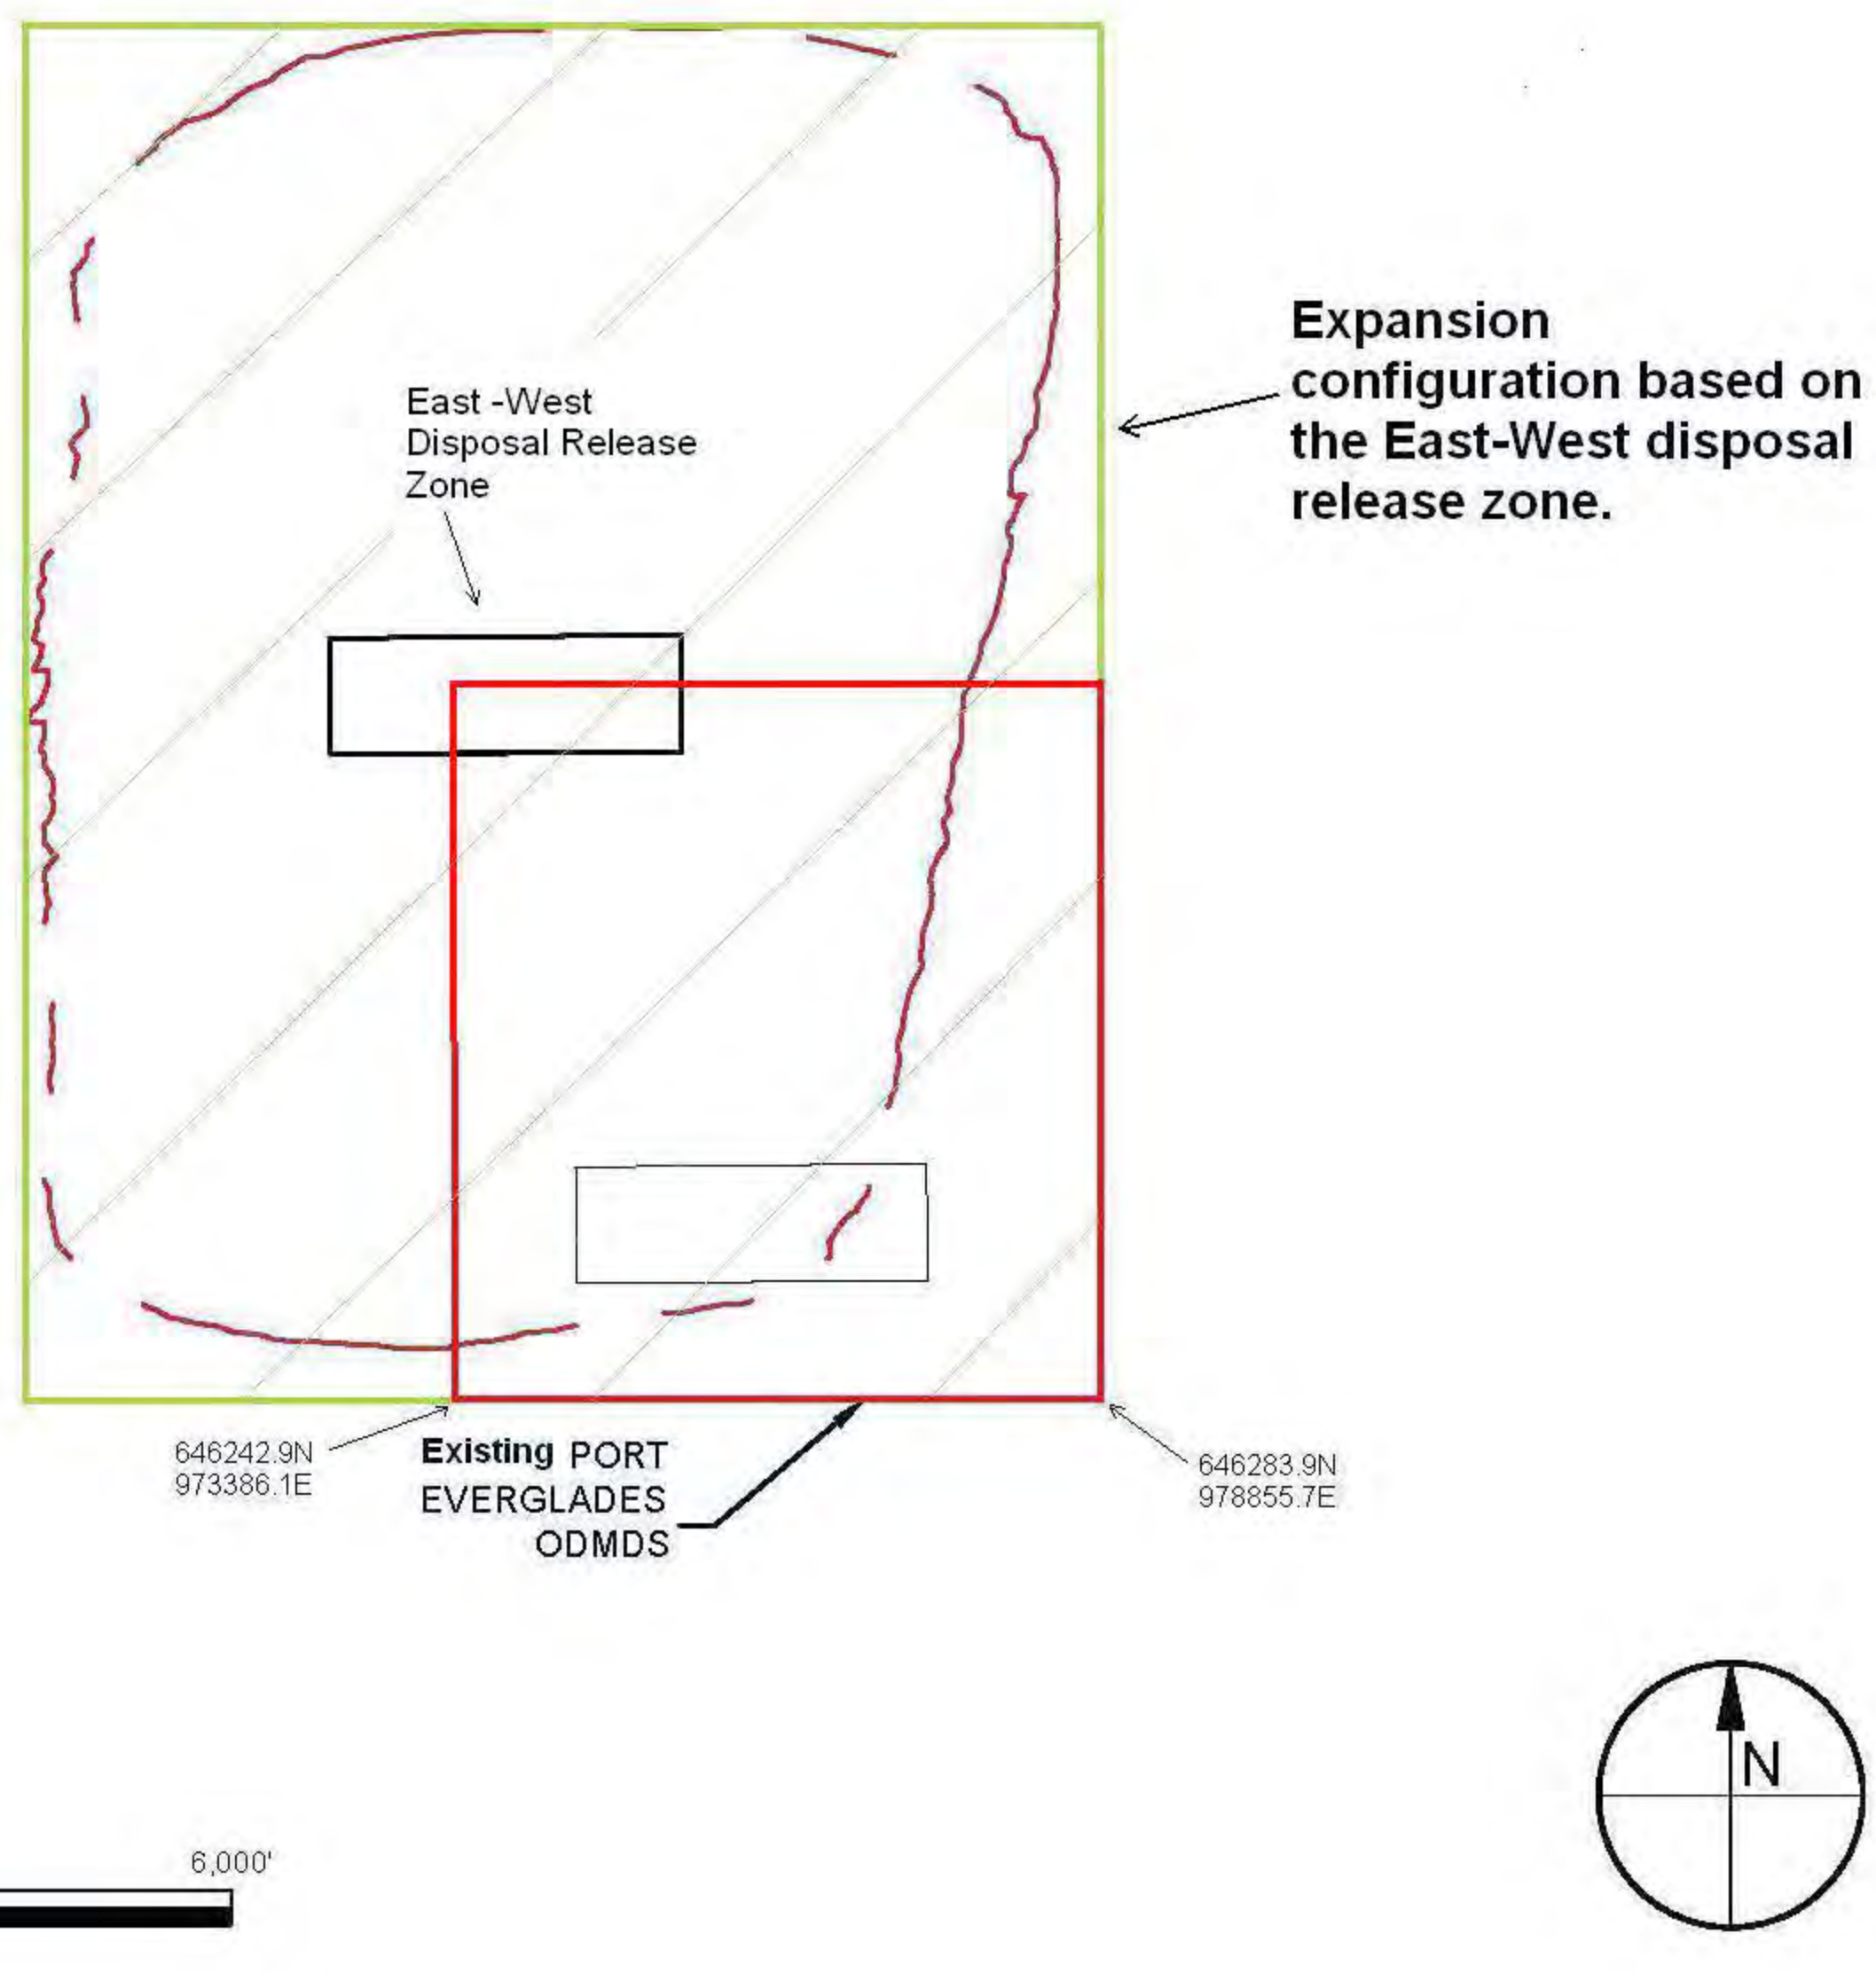 Expansion
configuration based on
the East-West disposal
release zone.
East -West
Disposal Release
Zone
646242.9N
973386.1E
Existing PORT
EVERGLADES
ODMDS
646283.9N
978855.7E
N
6,000'